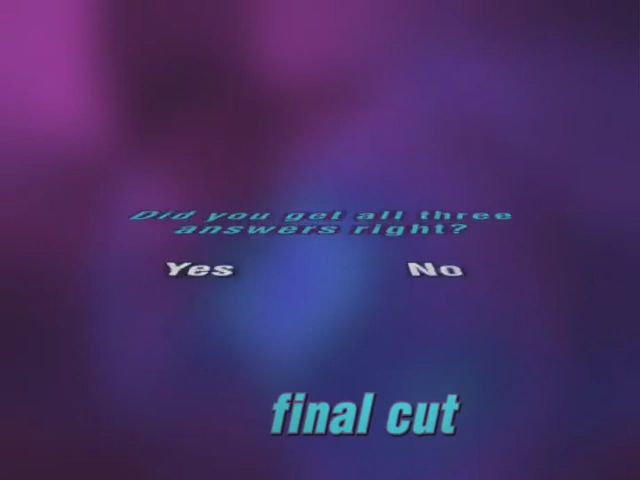 Did you get all three
answers right?
Yes No
final cut